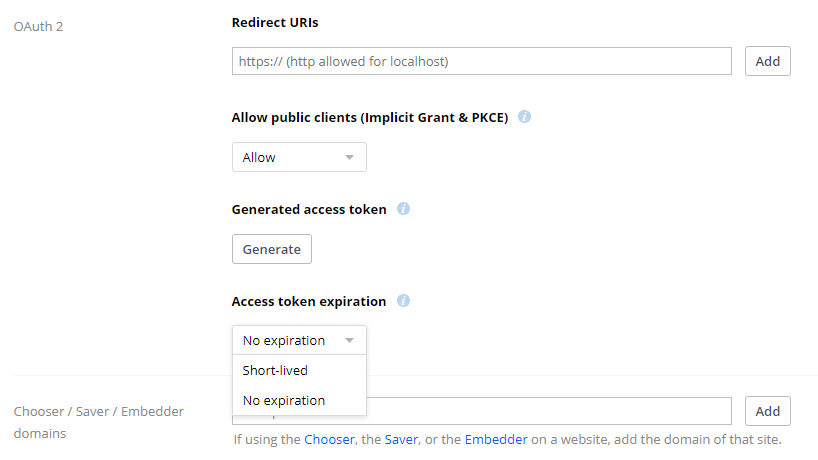 OAuth 2
Redirect URIs
https:// (http allowed for localhost)
Add
Allow public clients (Implicit Grant & PKCE)
Allow
Generated access token
Generate
Access token expiration
No expiration
Short-lived
No expiration
Chooser / Saver / Embedder
domains
Add
If using the Chooser, the Saver, or the Embedder on a website, add the domain of that site.